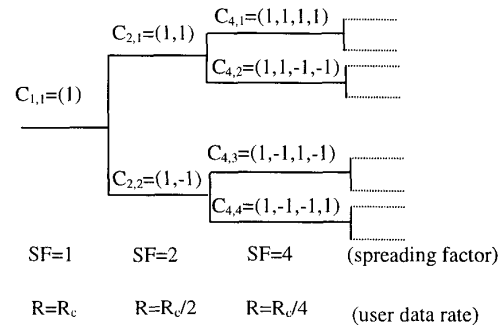 C4,1=(1,1,1,1)
C2,1=(1,1)
C4,2=(1,1,-1,-1)
C1,1=(1)
C4,3=(1,-1,1,-1)
C2,2=(1,-1)
C4,4=(1,-1,-1,1)
SF=1 SF=2 SF=4 (spreading factor)
R=Rc R=Rc/2 R=Rc/4 (user data rate)